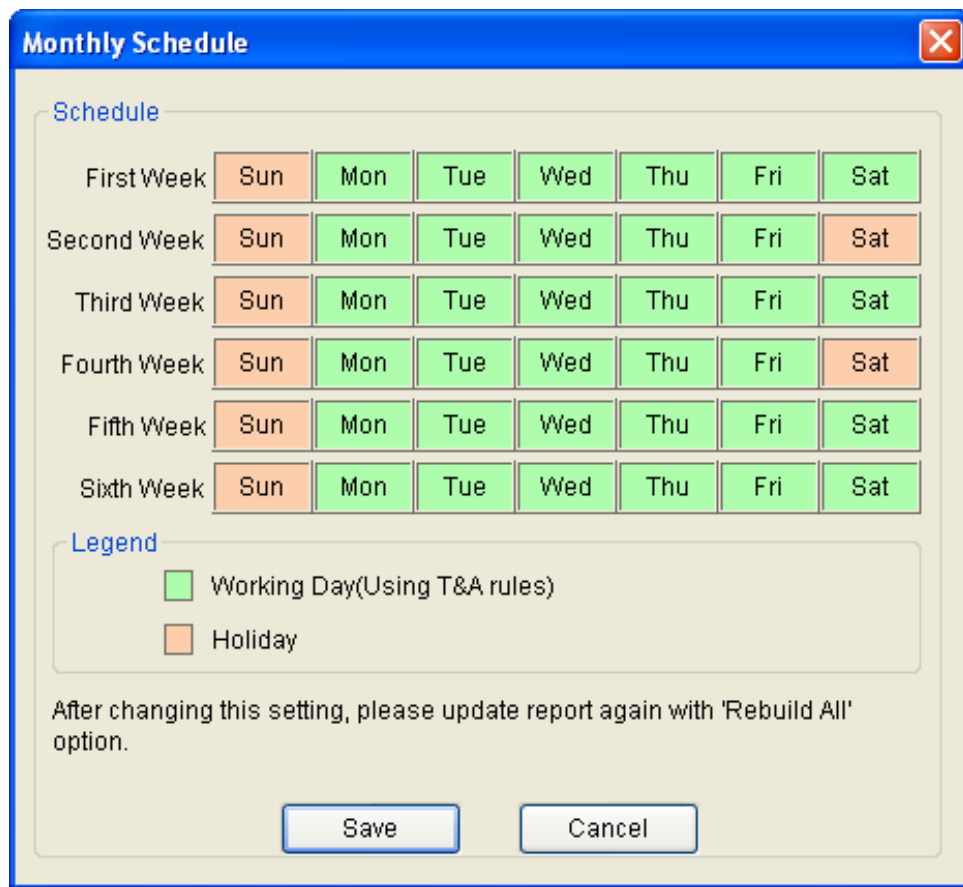 Monthly Schedule
Schedule
First Week Sun Mon Tue Wed Thu Fri Sat
Second Week Sun Mon Tue Wed Thu Fri Sat
Third Week Sun Mon Tue Wed Thu Fri Sat
Fourth Week Sun Mon Tue Wed Thu Fri Sat
Fifth Week Sun Mon Tue Wed Thu Fri Sat
Sixth Week Sun Mon Tue Wed Thu Fri Sat
Legend
Working Day(Using T&A rules)
Holiday
After changing this setting, please update report again with 'Rebuild All'
option.
Save Cancel